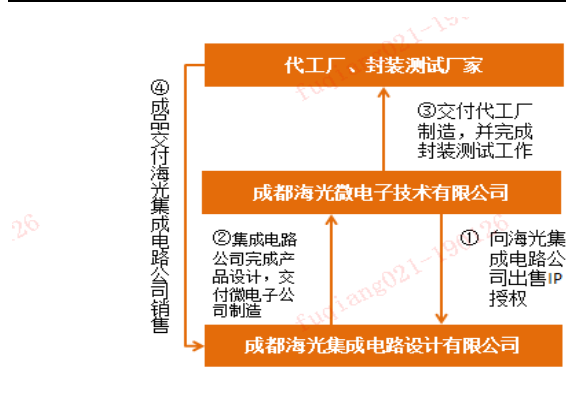 代工厂、封装测试厂家
④成品交付海光集成电路公司销售
③交付代工厂
制造，并完成
封装测试工作
成都海光微电子技术有限公司
②集成电路
公司完成产
品设计，交
付微电子公
司制造
① 向海光集
成电路公
司出售IP
授权
成都海光集成电路设计有限公司
fuqiang021-190426